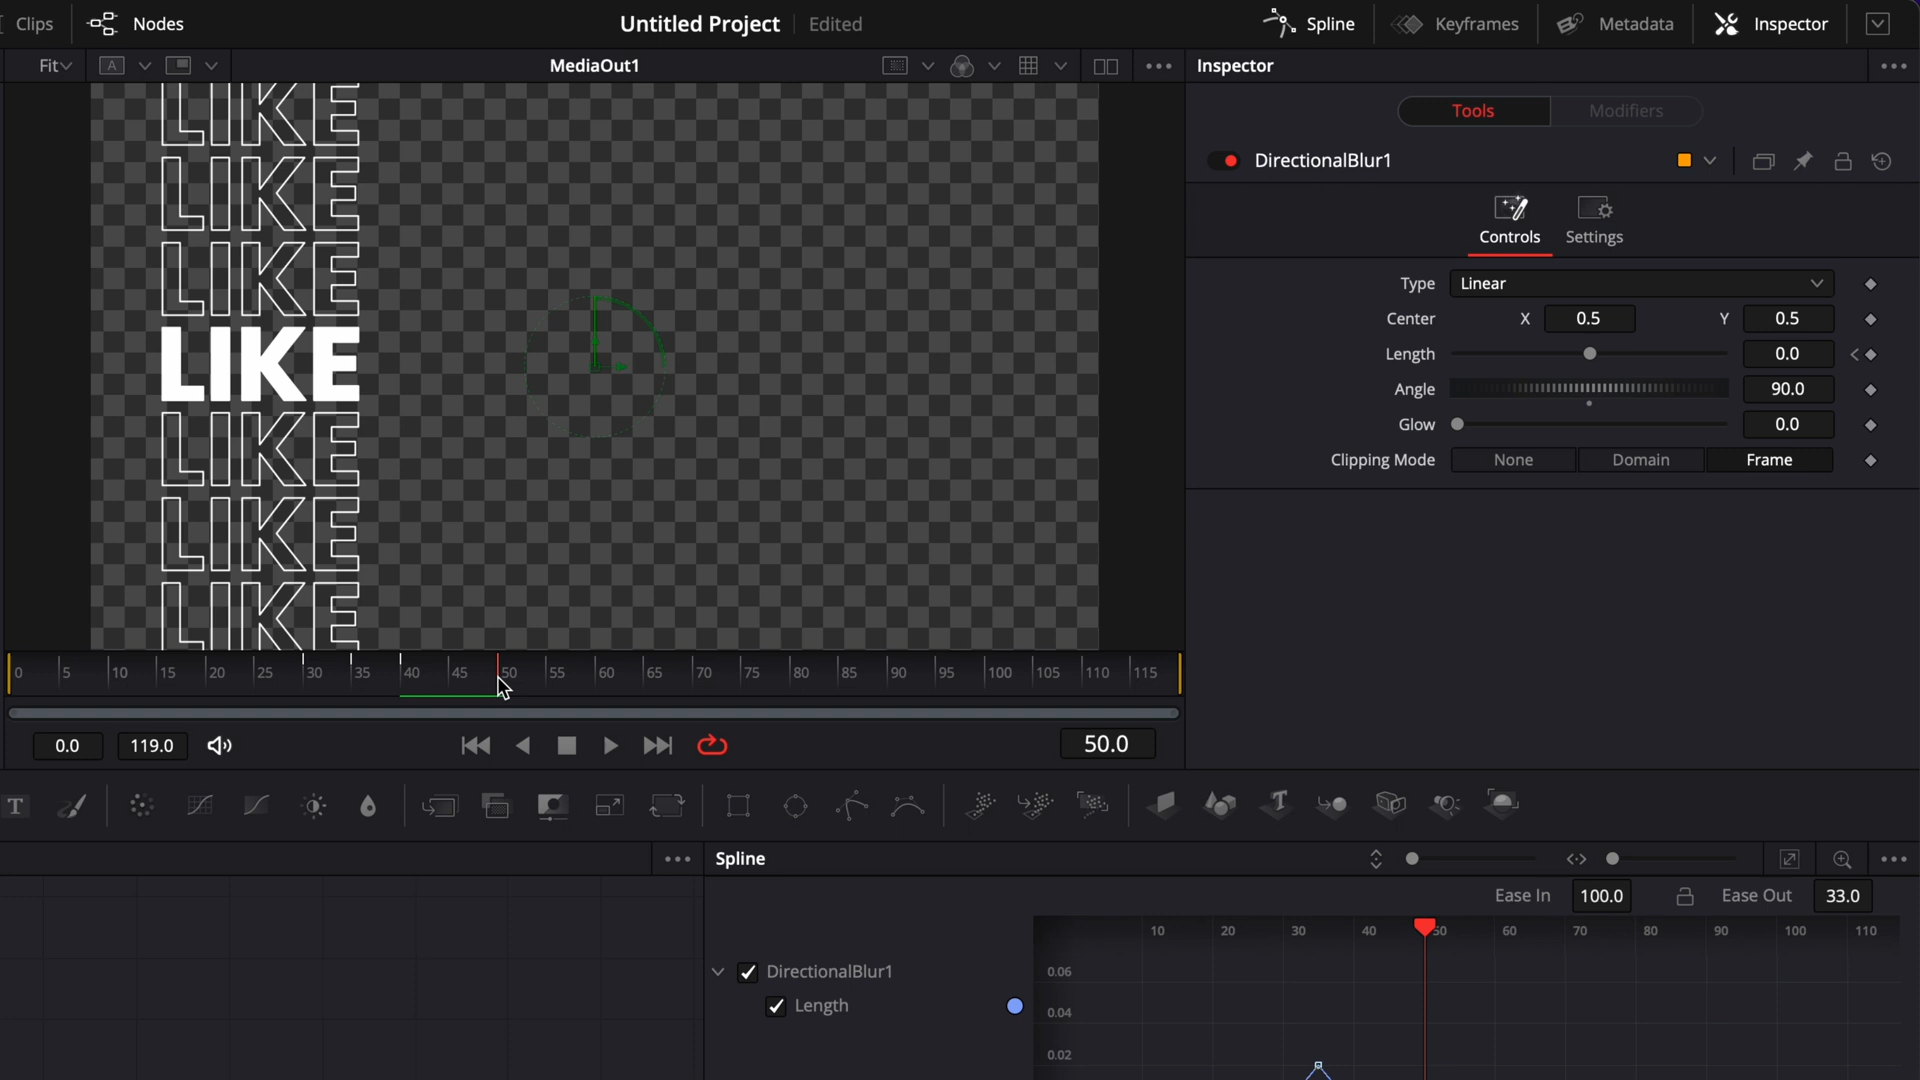 Clips Nodes Untitled Project Edited Spline Keyframes Metadata Inspector
Fit A MediaOut1 Inspector
Tools Modifiers
DirectionalBlur1
Controls Settings
Type Linear
Center X 0.5 Y 0.5
Length 0.0
Angle 90.0
Glow 0.0
Clipping Mode None Domain Frame
LIKE
LIKE
LIKE
LIKE
LIKE
LIKE
LIKE
0 5 10 15 20 25 30 35 40 45 50 55 60 65 70 75 80 85 90 95 100 105 110 115
0.0 119.0 50.0
T T
Spline
Ease In 100.0 Ease Out 33.0
10 20 30 40 50 60 70 80 90 100 110
DirectionalBlur1 0.06
Length 0.04
0.02